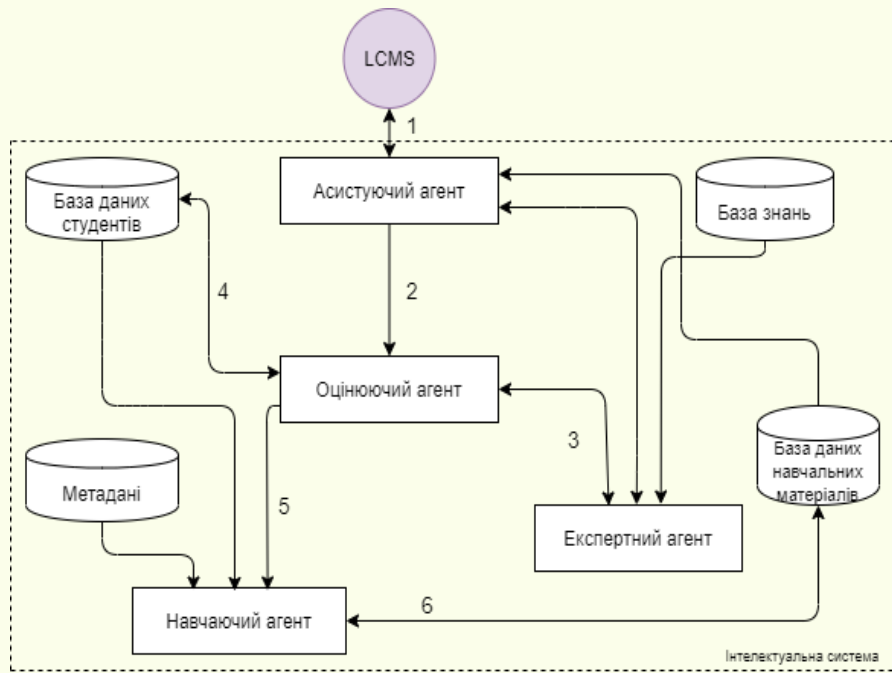 LCMS
1
Асистуючий агент
База даних
студентів
База знань
4
2
Оцінюючий агент
3
База даних
навчальних
матеріалів
Метадані
5
Експертний агент
6
Навчаючий агент
Інтелектуальна система